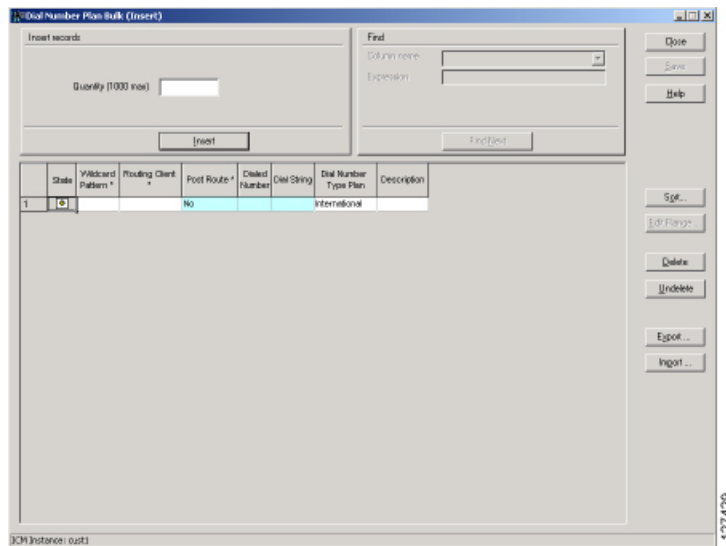 Dial Number Plan Bulk (Insert)
Insert records
Quantity (1000 max)
Insert
Find
Column name
Expression
Find Next
Close
Save
Help
State
Wildcard Pattern *
Routing Client *
Post Route *
Dialed Number
Dial String
Dial Number Type Plan
Description
1
No
International
Sort...
Edit Range...
Delete
Undelete
Export ...
Import ...
ICM Instance: cust1